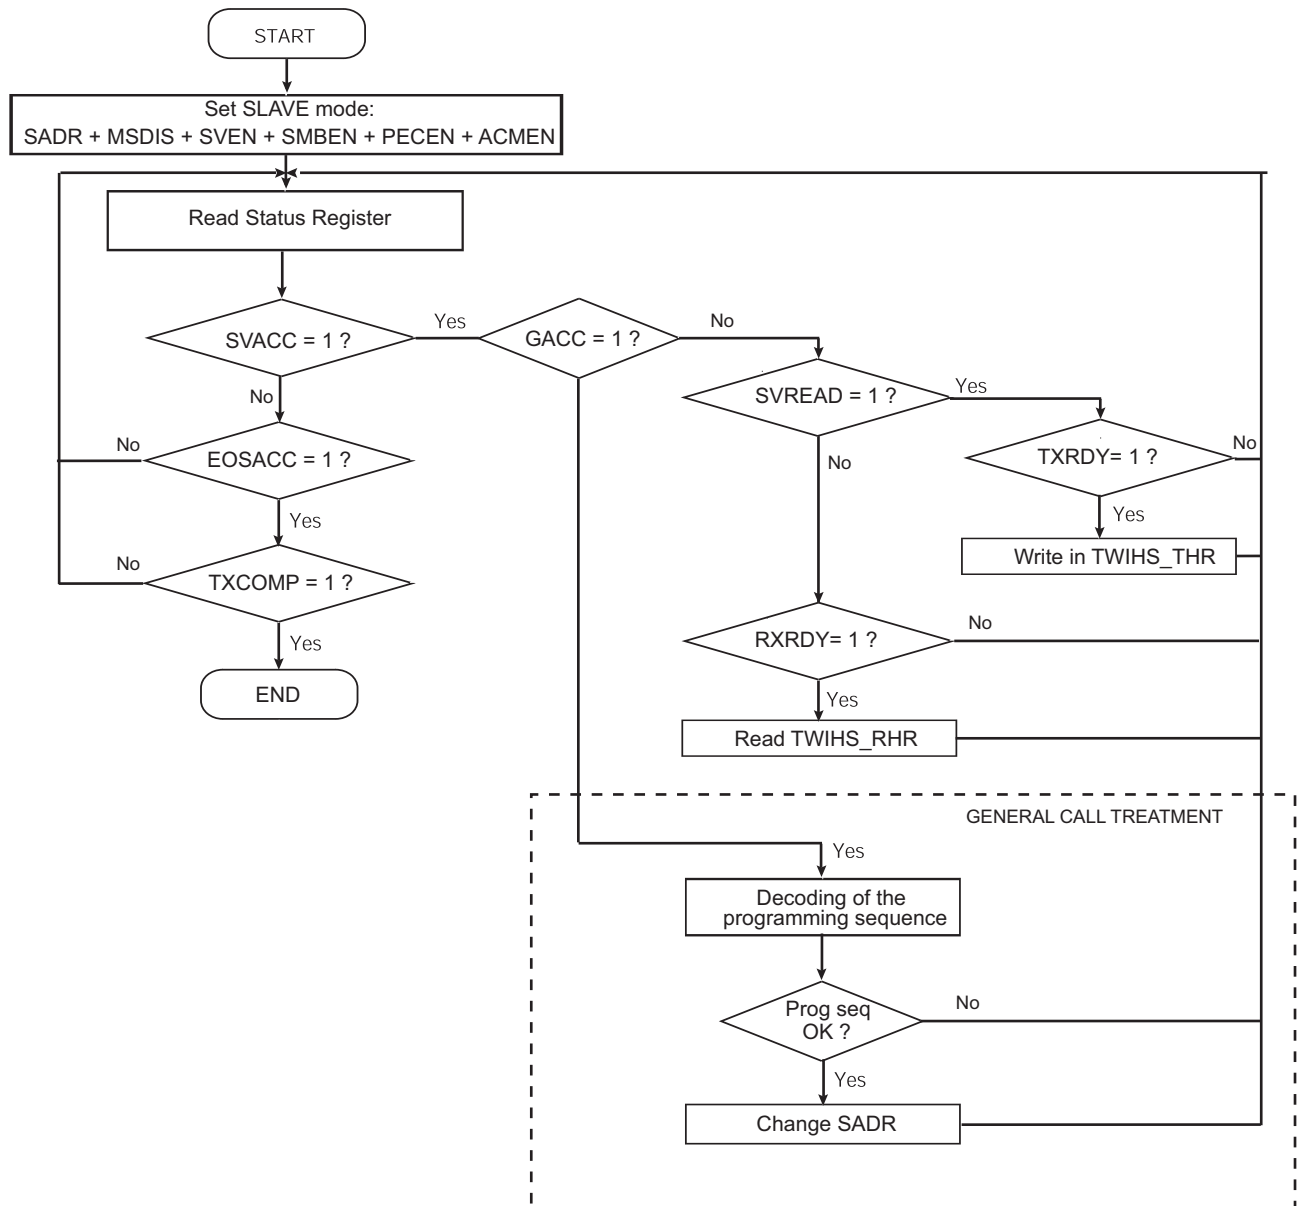 START
Set SLAVE mode:
SADR + MSDIS + SVEN + SMBEN + PECEN + ACMEN
Read Status Register
SVACC = 1 ?
Yes
GACC = 1 ?
No
SVREAD = 1 ?
Yes
No
No
EOSACC = 1 ?
No
TXRDY= 1 ?
No
Yes
Yes
Write in TWIHS_THR
No
TXCOMP = 1 ?
Yes
RXRDY= 1 ?
No
END
Yes
Read TWIHS_RHR
GENERAL CALL TREATMENT
Yes
Decoding of the
programming sequence
Prog seq
OK ?
No
Yes
Change SADR